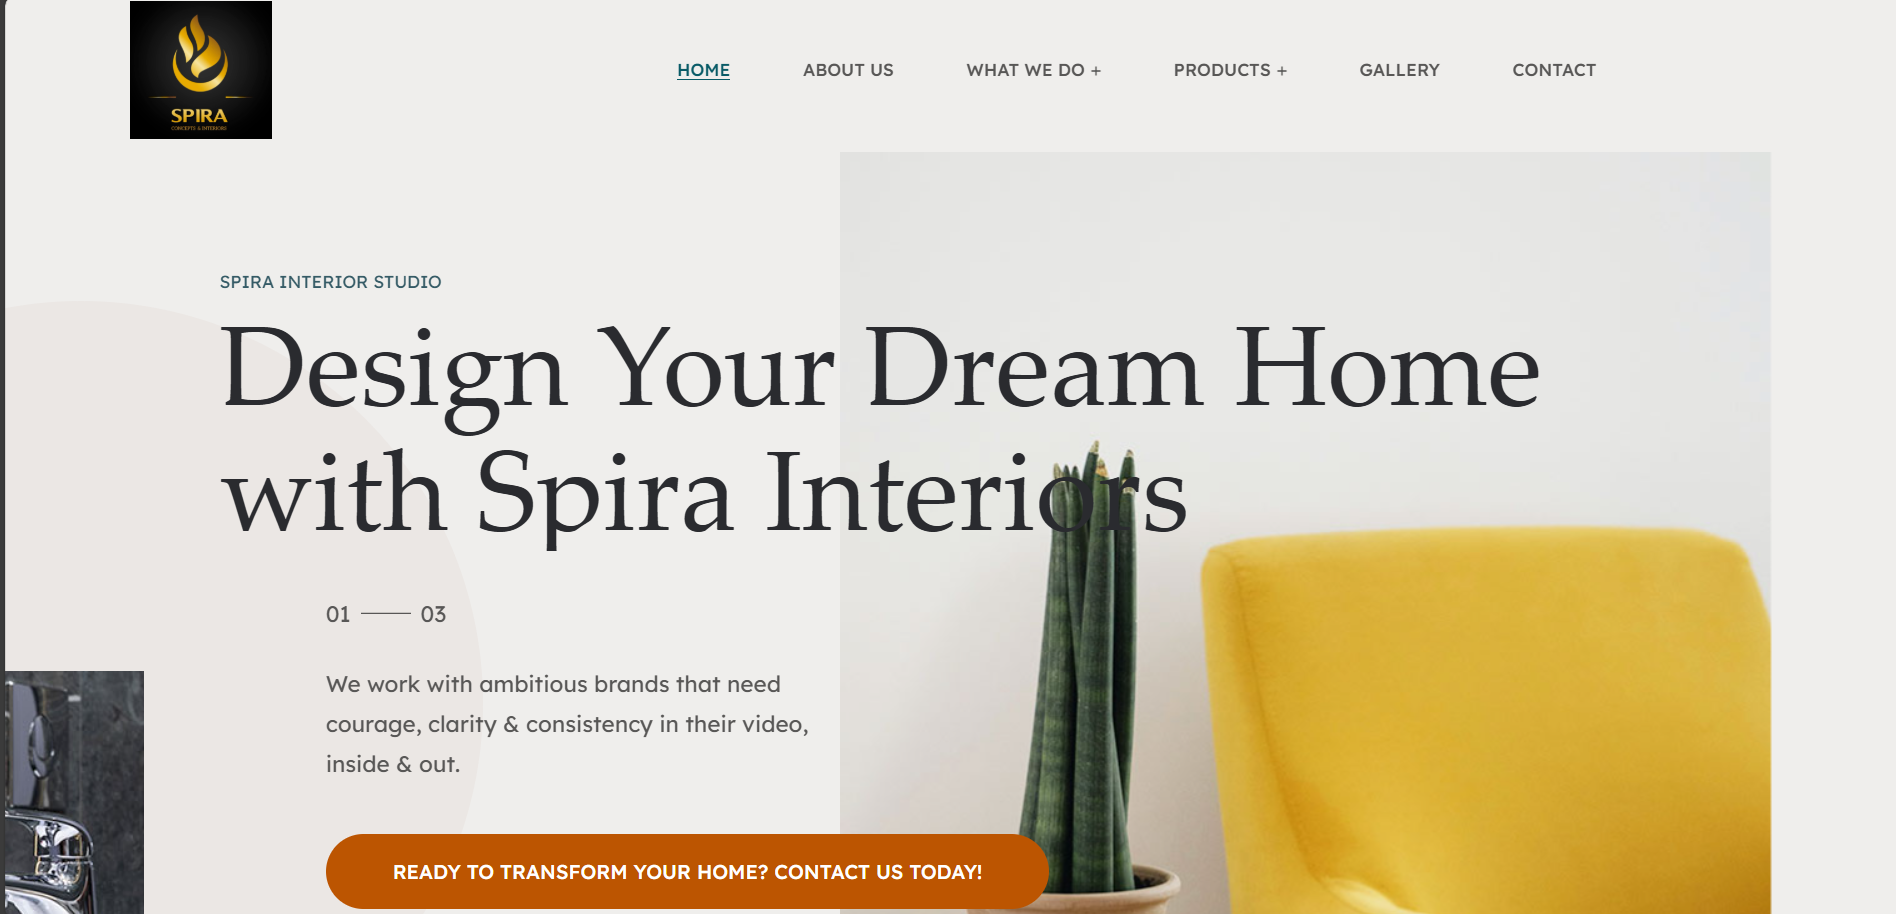 SPIRA
CONCEPTS & INTERIORS
HOME ABOUT US WHAT WE DO + PRODUCTS + GALLERY CONTACT
SPIRA INTERIOR STUDIO
Design Your Dream Home
with Spira Interiors
01 03
We work with ambitious brands that need
courage, clarity & consistency in their video,
inside & out.
READY TO TRANSFORM YOUR HOME? CONTACT US TODAY!